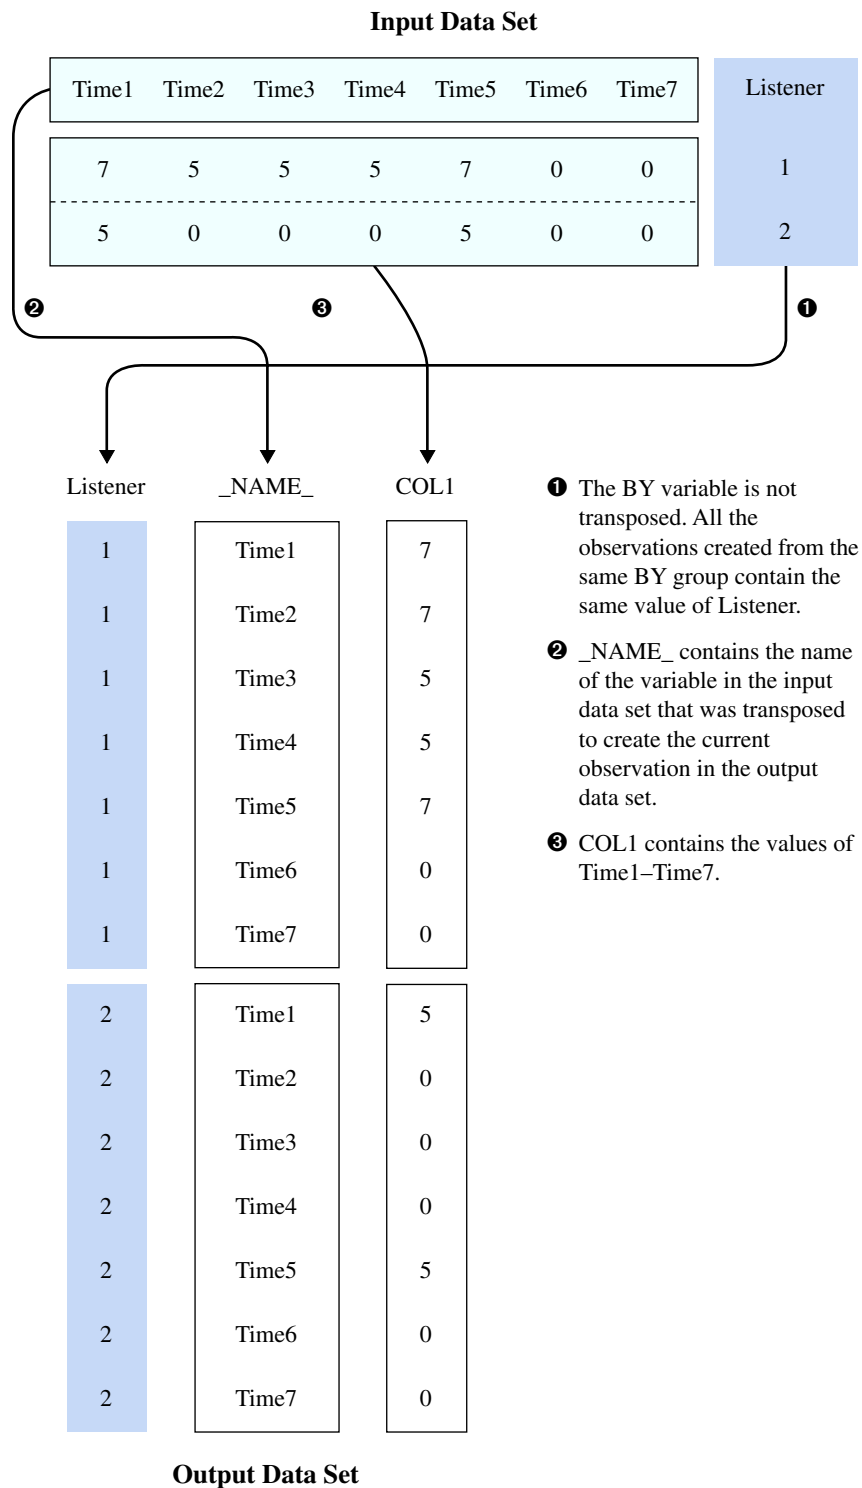 Input Data Set
Time1 Time2 Time3 Time4 Time5 Time6 Time7 Listener
7 5 5 5 7 0 0 1
5 0 0 0 5 0 0 2
❷ ❸ ❶
Listener _NAME_ COL1
1 Time1 7
1 Time2 7
1 Time3 5
1 Time4 5
1 Time5 7
1 Time6 0
1 Time7 0
2 Time1 5
2 Time2 0
2 Time3 0
2 Time4 0
2 Time5 5
2 Time6 0
2 Time7 0
❶ The BY variable is not
transposed. All the
observations created from the
same BY group contain the
same value of Listener.
❷ _NAME_ contains the name
of the variable in the input
data set that was transposed
to create the current
observation in the output
data set.
❸ COL1 contains the values of
Time1–Time7.
Output Data Set